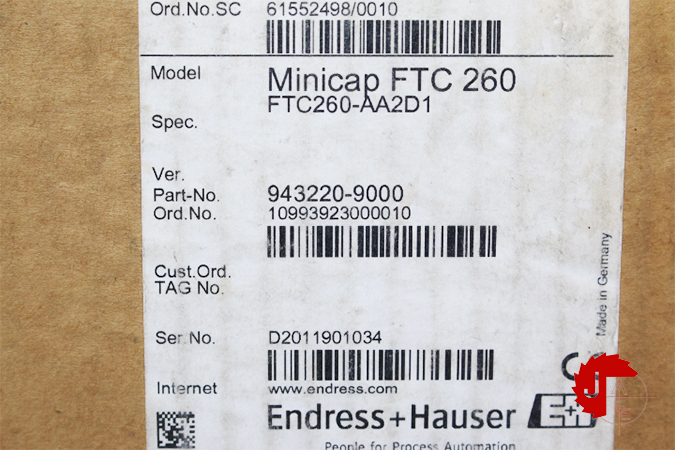 Ord.No.SC 61552498/0010
Model Minicap FTC 260
FTC260-AA2D1
Spec.
Ver.
Part-No. 943220-9000
Ord.No. 10993923000010
Cust.Ord.
TAG No.
Made in Germany
Ser.No. D2011901034
CE
Internet www.endress.com
Endress+Hauser E+H
People for Process Automation